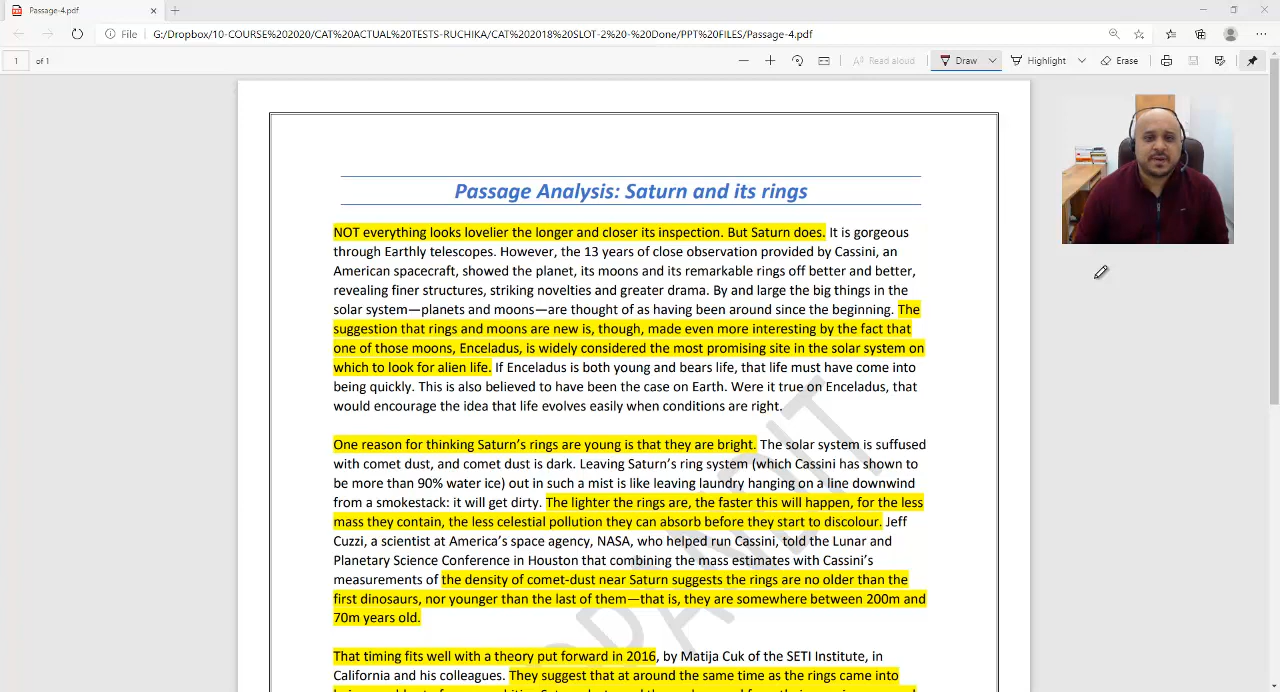 Passage-4.pdf
File
G:/Dropbox/10-COURSE%202020/CAT%20ACTUAL%20TESTS-RUCHIKA/CAT%202018%20SLOT-2%20-%20Done/PPT%20FILES/Passage-4.pdf
1 of 1
Read aloud
Draw
Highlight
Erase
Passage Analysis: Saturn and its rings
NOT everything looks lovelier the longer and closer its inspection. But Saturn does. It is gorgeous
through Earthly telescopes. However, the 13 years of close observation provided by Cassini, an
American spacecraft, showed the planet, its moons and its remarkable rings off better and better,
revealing finer structures, striking novelties and greater drama. By and large the big things in the
solar system—planets and moons—are thought of as having been around since the beginning. The
suggestion that rings and moons are new is, though, made even more interesting by the fact that
one of those moons, Enceladus, is widely considered the most promising site in the solar system on
which to look for alien life. If Enceladus is both young and bears life, that life must have come into
being quickly. This is also believed to have been the case on Earth. Were it true on Enceladus, that
would encourage the idea that life evolves easily when conditions are right.
One reason for thinking Saturn's rings are young is that they are bright. The solar system is suffused
with comet dust, and comet dust is dark. Leaving Saturn's ring system (which Cassini has shown to
be more than 90% water ice) out in such a mist is like leaving laundry hanging on a line downwind
from a smokestack: it will get dirty. The lighter the rings are, the faster this will happen, for the less
mass they contain, the less celestial pollution they can absorb before they start to discolour. Jeff
Cuzzi, a scientist at America's space agency, NASA, who helped run Cassini, told the Lunar and
Planetary Science Conference in Houston that combining the mass estimates with Cassini's
measurements of the density of comet-dust near Saturn suggests the rings are no older than the
first dinosaurs, nor younger than the last of them—that is, they are somewhere between 200m and
70m years old.
That timing fits well with a theory put forward in 2016, by Matija Cuk of the SETI Institute, in
California and his colleagues. They suggest that at around the same time as the rings came into